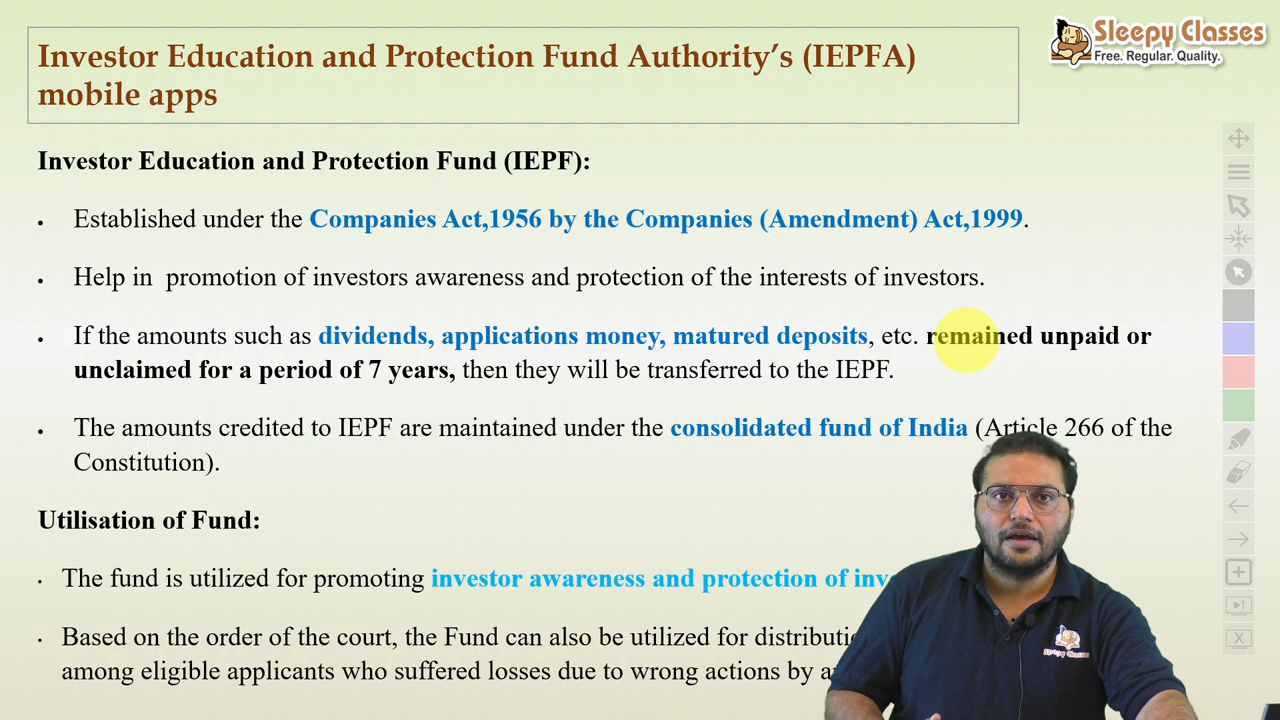 Sleepy Classes
Free. Regular. Quality.
Investor Education and Protection Fund Authority’s (IEPFA)
mobile apps
Investor Education and Protection Fund (IEPF):
• Established under the Companies Act,1956 by the Companies (Amendment) Act,1999.
• Help in  promotion of investors awareness and protection of the interests of investors.
• If the amounts such as dividends, applications money, matured deposits, etc. remained unpaid or
unclaimed for a period of 7 years, then they will be transferred to the IEPF.
• The amounts credited to IEPF are maintained under the consolidated fund of India (Article 266 of the
Constitution).
Utilisation of Fund:
• The fund is utilized for promoting investor awareness and protection of
• Based on the order of the court, the Fund can also be utilized for
among eligible applicants who suffered losses due to wrong actions by
Sleepy Classes